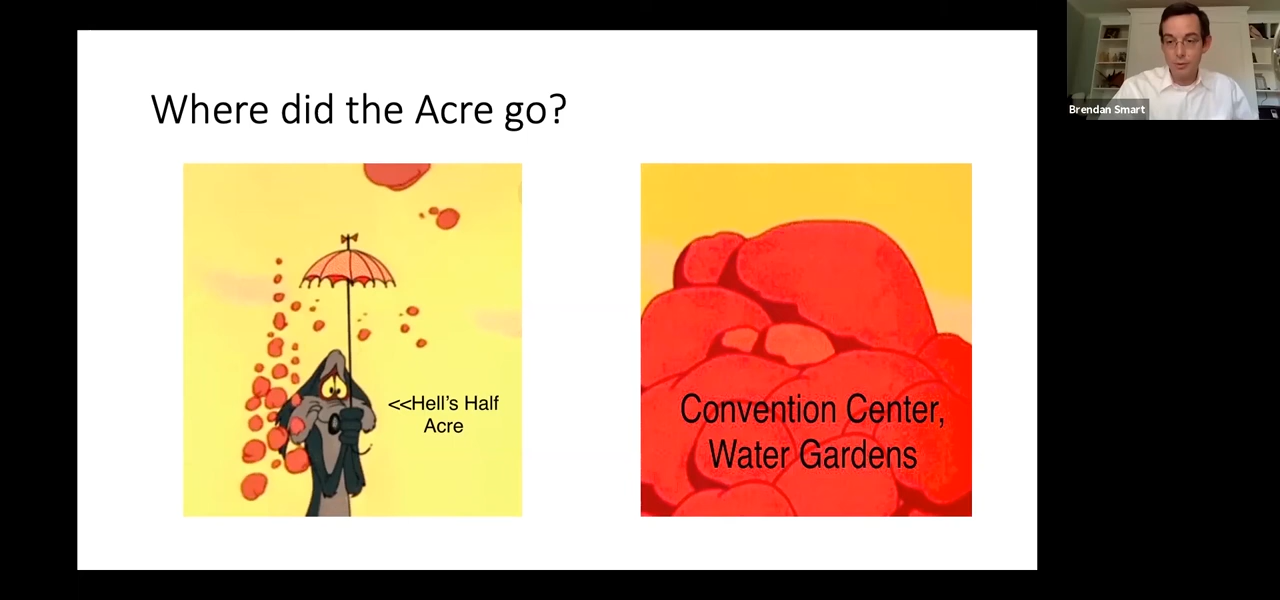 Where did the Acre go?
<<Hell's Half
Acre
Convention Center,
Water Gardens
Brendan Smart